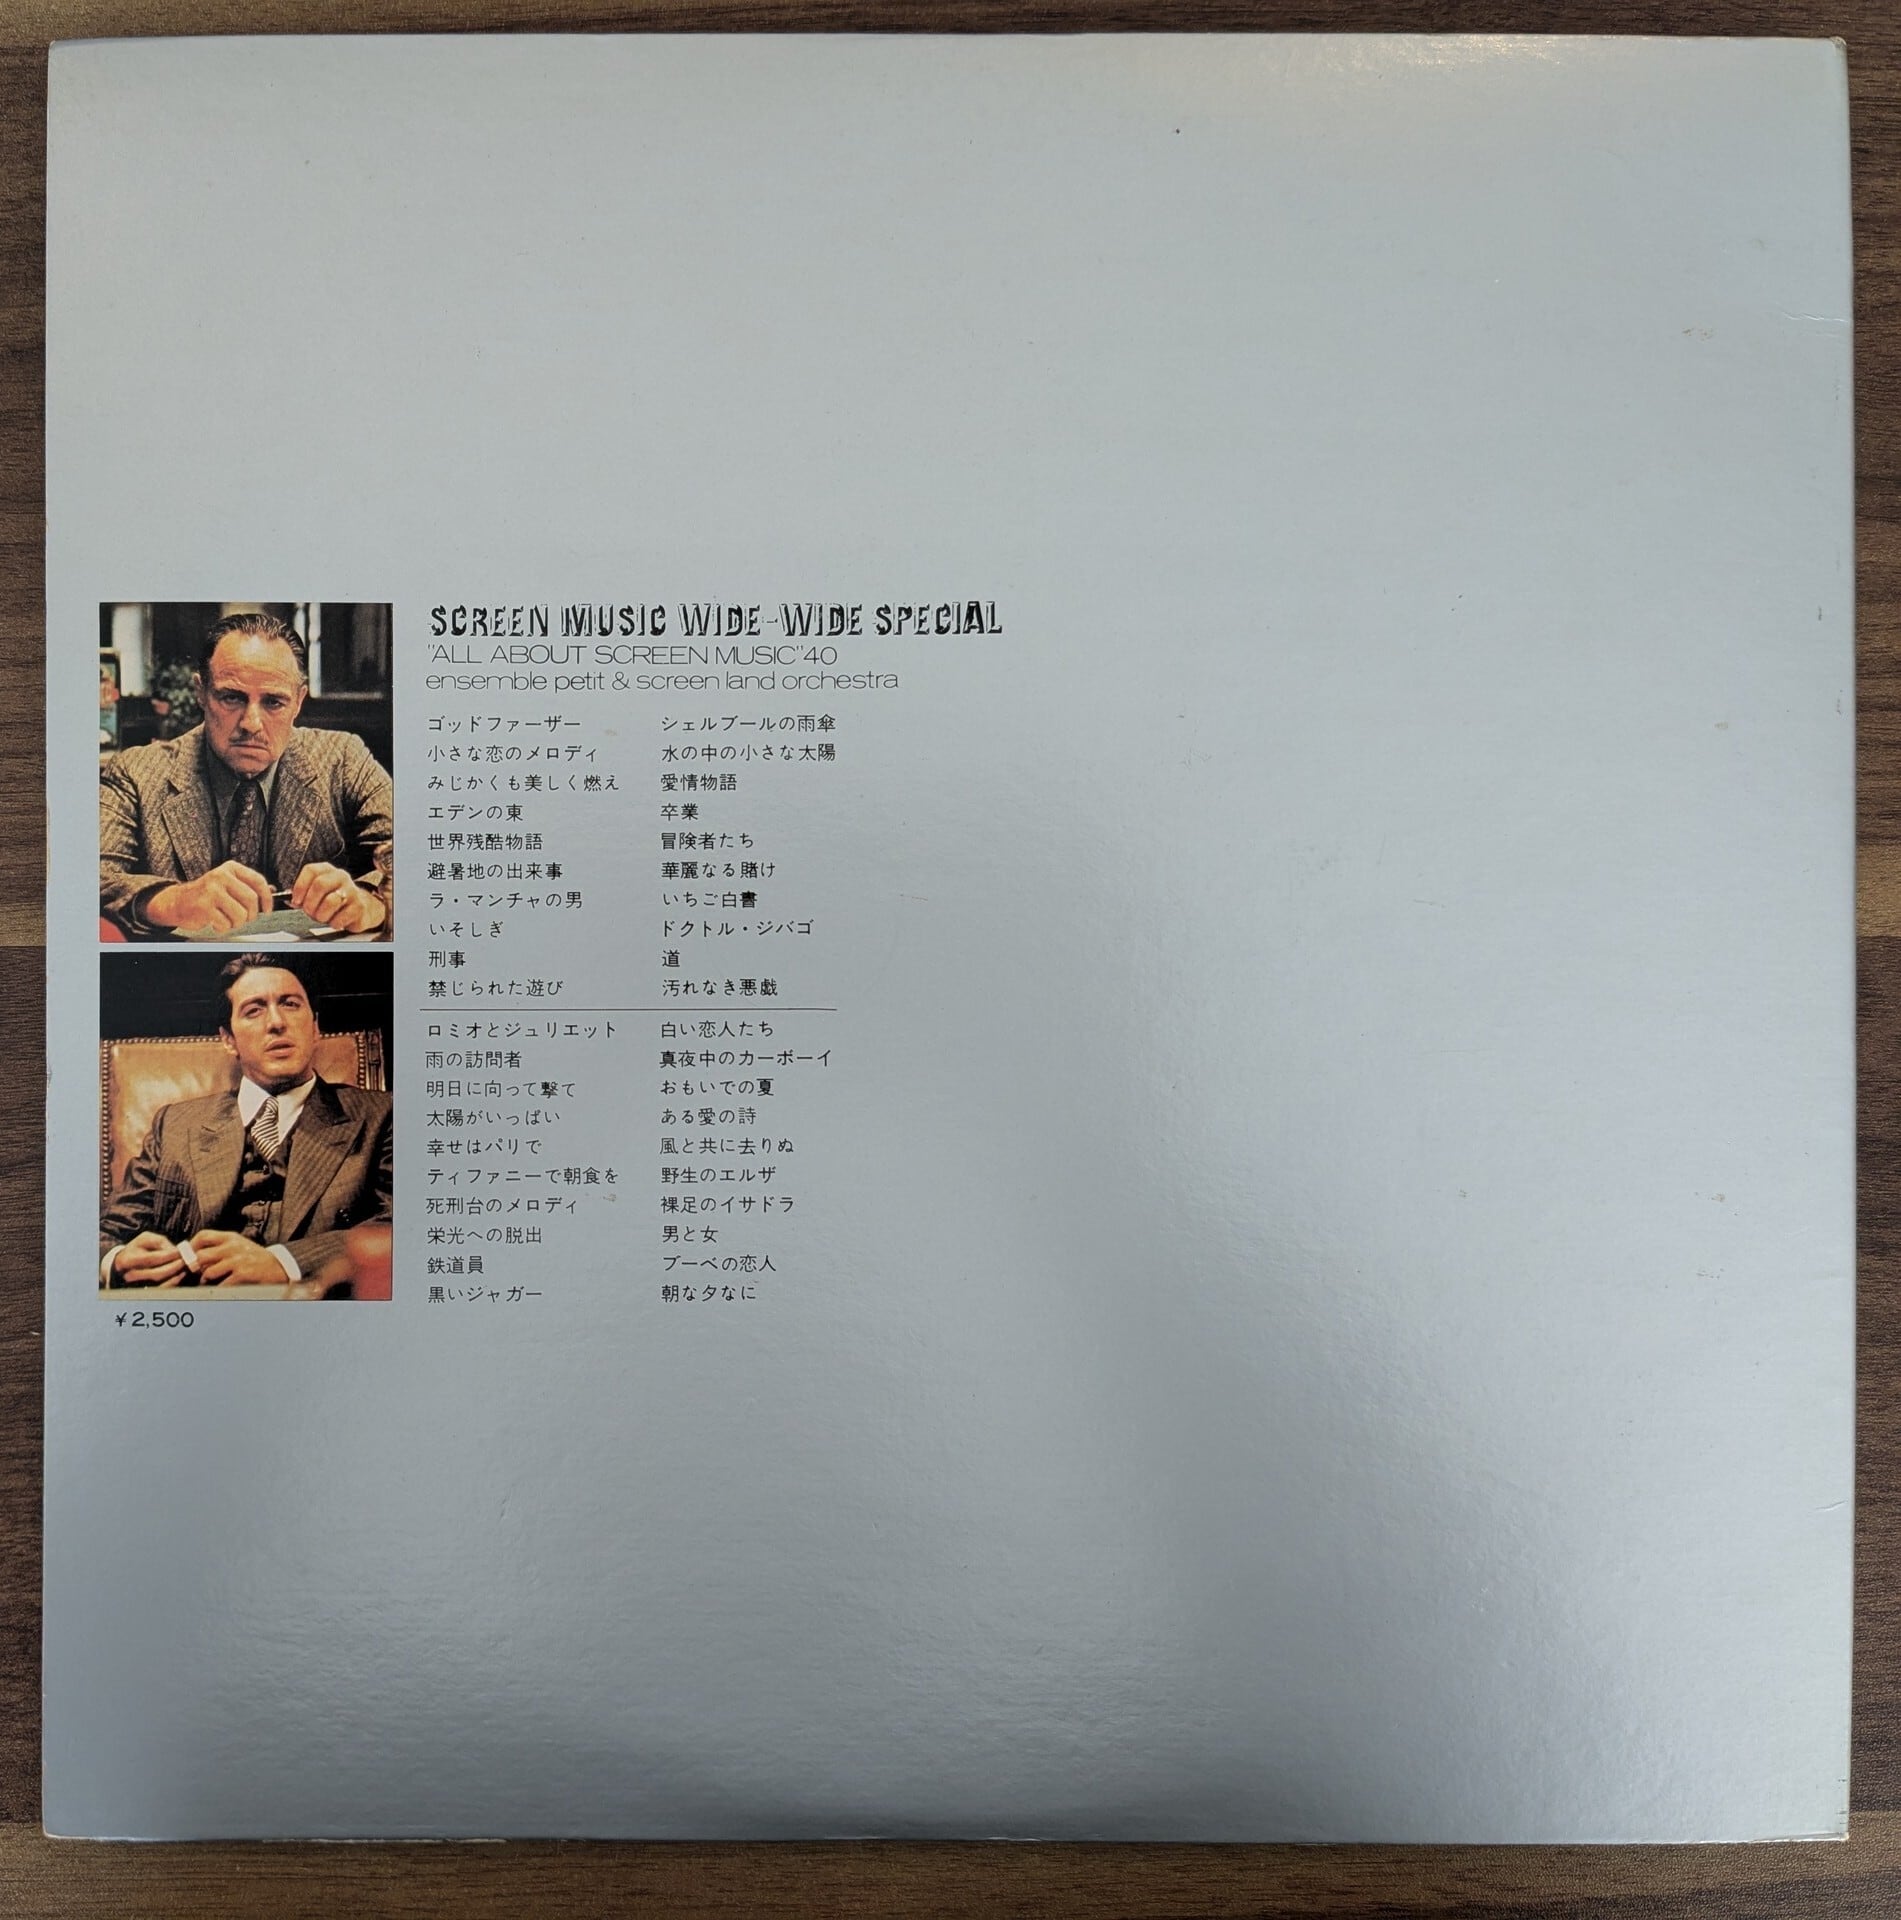 SCREEN MUSIC WIDE-WIDE SPECIAL
"ALL ABOUT SCREEN MUSIC"40
ensemble petit & screen land orchestra
ゴッドファーザー
小さな恋のメロディ
みじかくも美しく燃え
エデンの東
世界残酷物語
避暑地の出来事
ラ・マンチャの男
いそしぎ
刑事
禁じられた遊び
シェルブールの雨傘
水の中の小さな太陽
愛情物語
卒業
冒険者たち
華麗なる賭け
いちご白書
ドクトル・ジバゴ
道
汚れなき悪戯
ロミオとジュリエット
雨の訪問者
明日に向って撃て
太陽がいっぱい
幸せはパリで
ティファニーで朝食を
死刑台のメロディ
栄光への脱出
鉄道員
黒いジャガー
白い恋人たち
真夜中のカーボーイ
おもいでの夏
ある愛の詩
風と共に去りぬ
野生のエルザ
裸足のイサドラ
男と女
ブーベの恋人
朝な夕なに
¥2,500